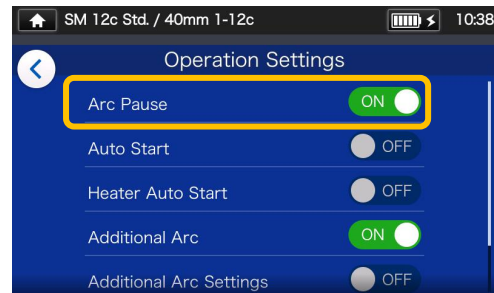 SM 12c Std. / 40mm 1-12c 10:38
Operation Settings
Arc Pause ON
Auto Start OFF
Heater Auto Start OFF
Additional Arc ON
Additional Arc Settings OFF